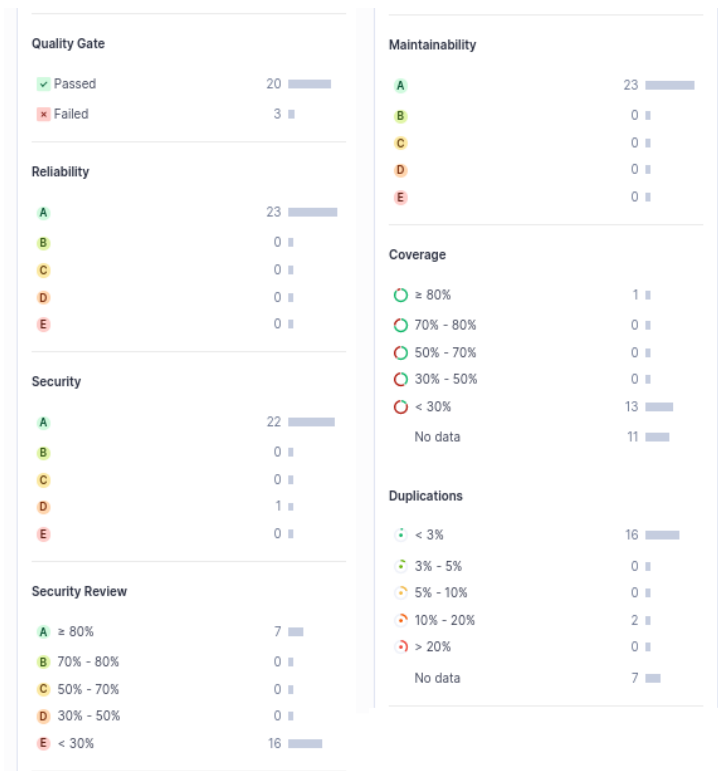 Quality Gate
Passed 20
Failed 3
Reliability
A 23
B 0
C 0
D 0
E 0
Security
A 22
B 0
C 0
D 1
E 0
Security Review
A ≥ 80% 7
B 70% - 80% 0
C 50% - 70% 0
D 30% - 50% 0
E < 30% 16
Maintainability
A 23
B 0
C 0
D 0
E 0
Coverage
≥ 80% 1
70% - 80% 0
50% - 70% 0
30% - 50% 0
< 30% 13
No data 11
Duplications
< 3% 16
3% - 5% 0
5% - 10% 0
10% - 20% 2
> 20% 0
No data 7